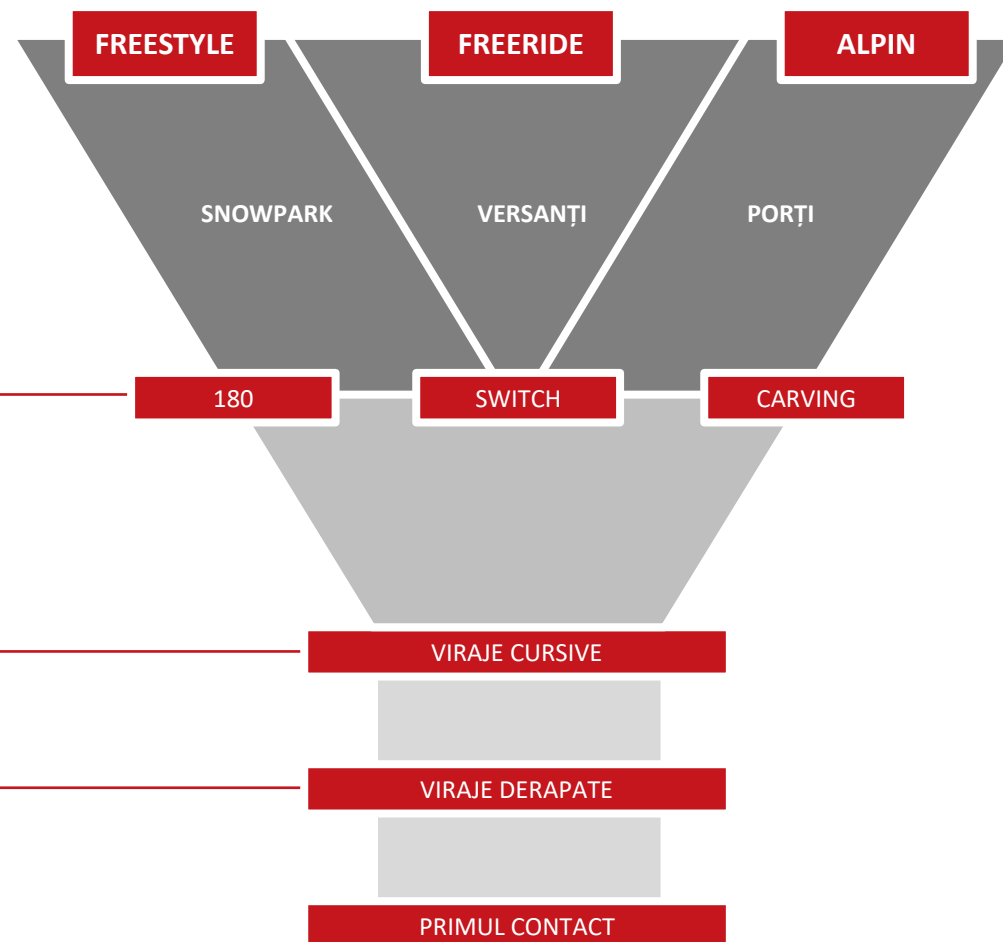 FREESTYLE
FREERIDE
ALPIN
SNOWPARK
VERSANȚI
PORȚI
180
SWITCH
CARVING
VIRAJE CURSIVE
VIRAJE DERAPATE
PRIMUL CONTACT